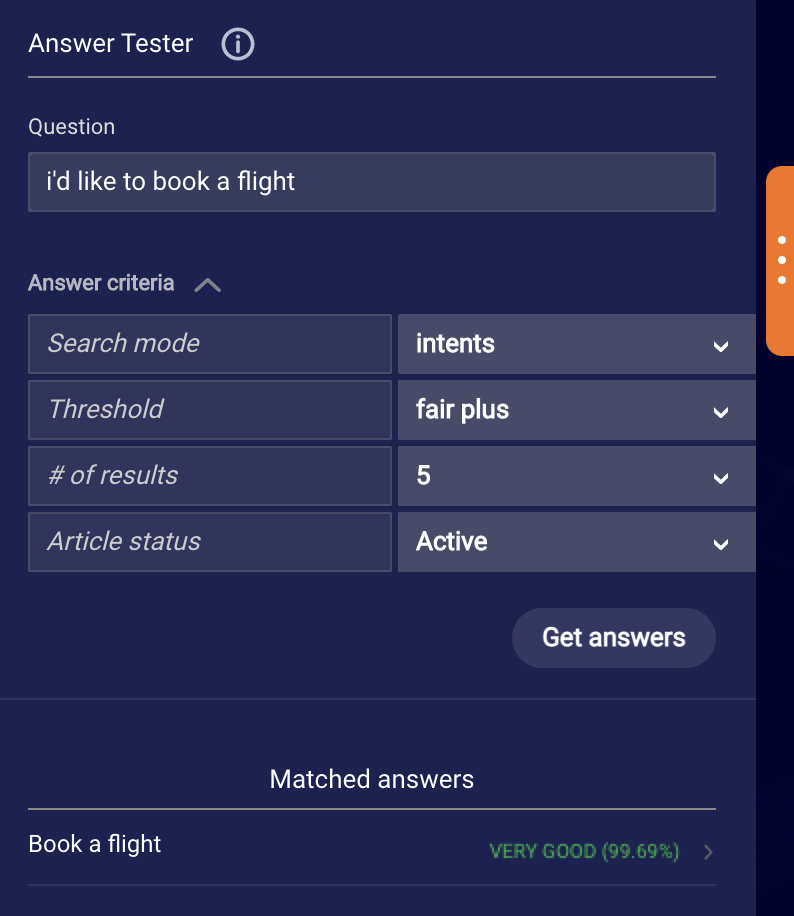 Answer Tester
Question
i'd like to book a flight
Answer criteria
Search mode intents
Threshold fair plus
# of results 5
Article status Active
Get answers
Matched answers
Book a flight VERY GOOD (99.69%)